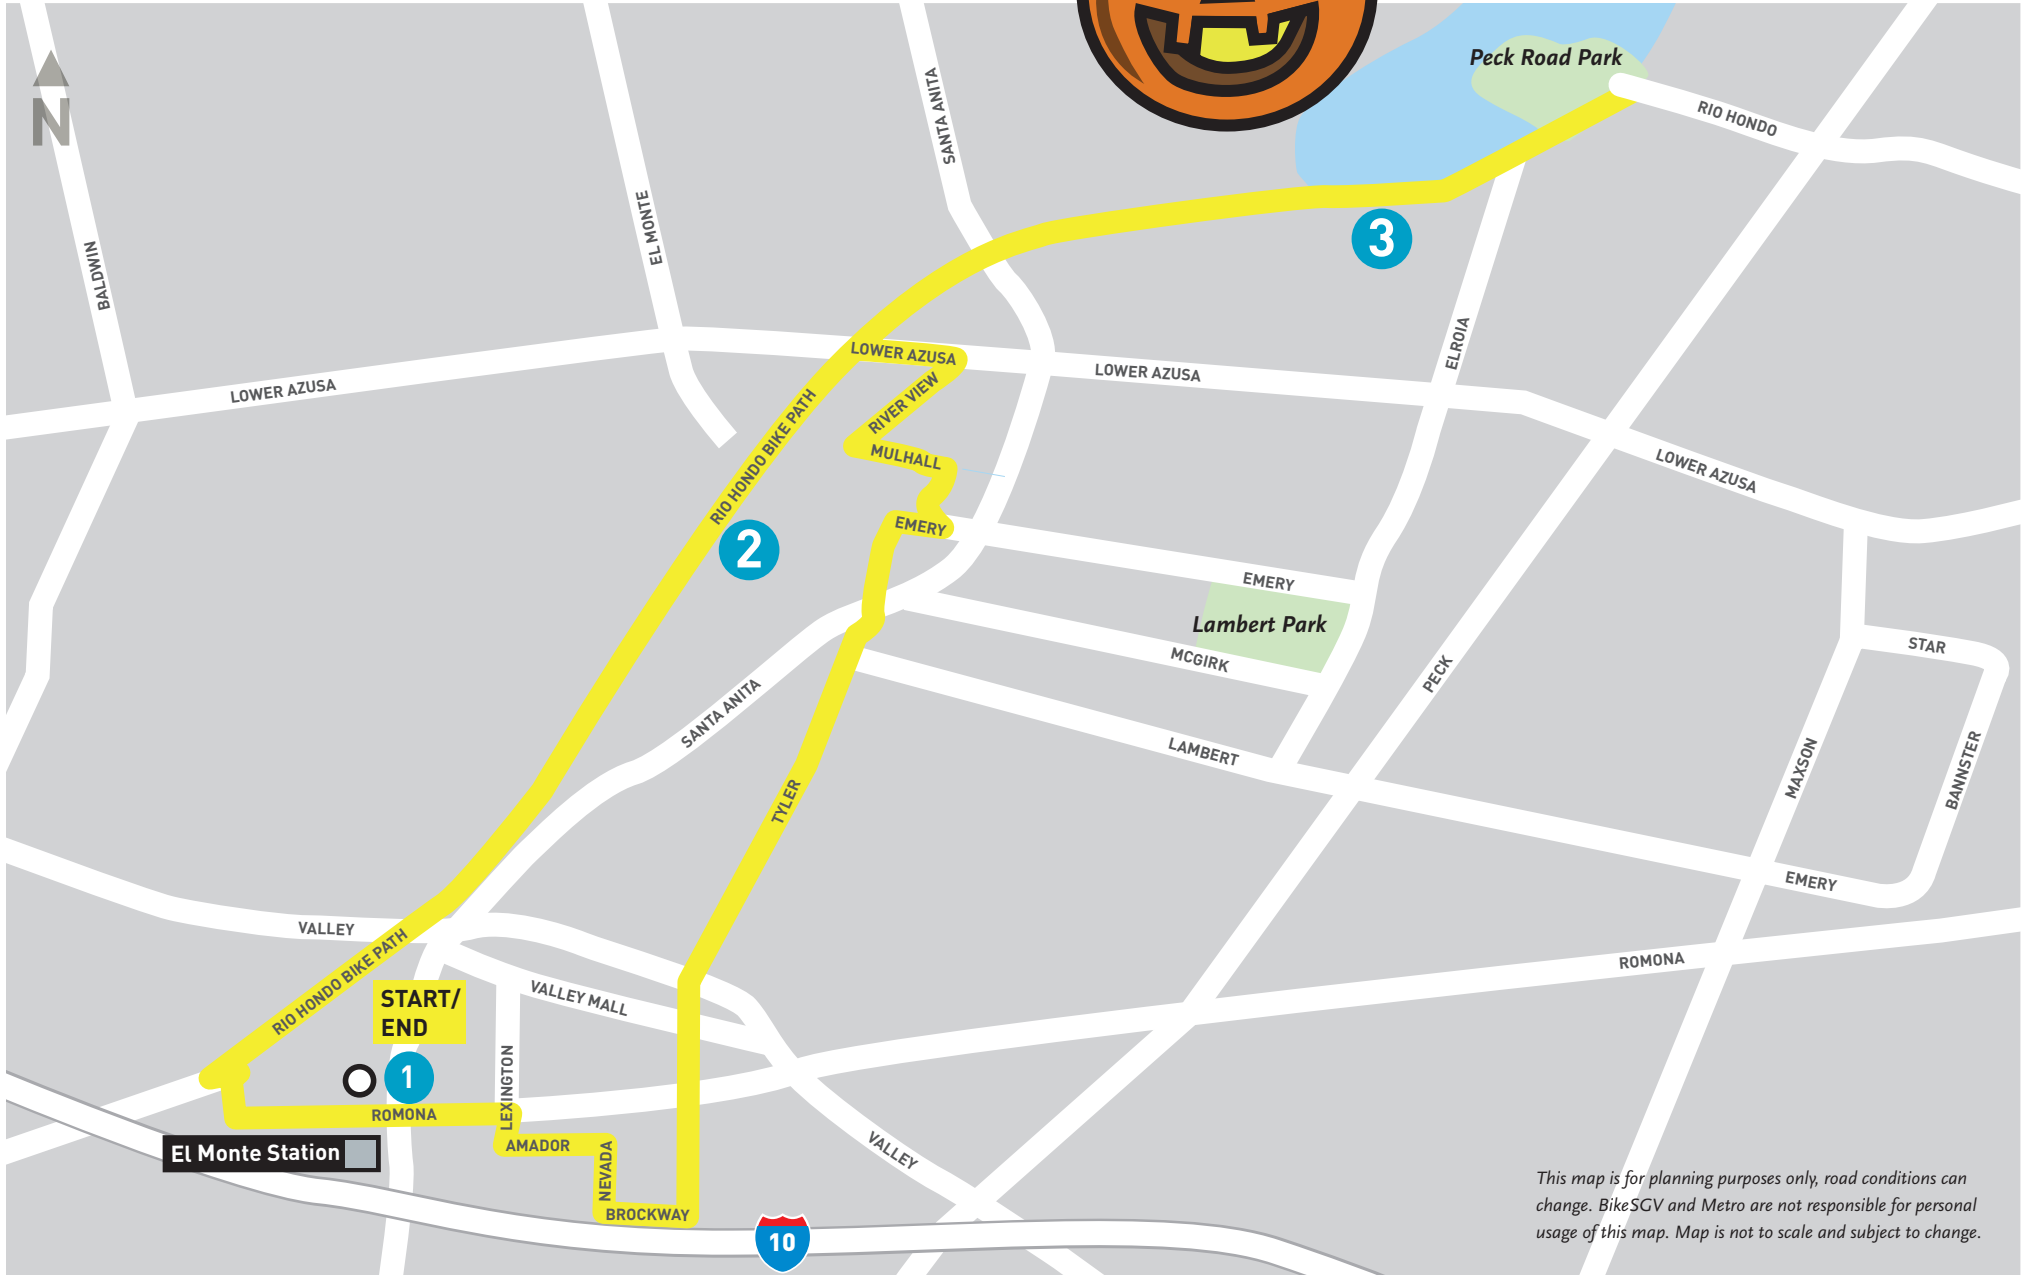 Peck Road Park
RIO HONDO
N
SANTA ANITA
EL MONTE
BALDWIN
3
ELROIA
LOWER AZUSA
LOWER AZUSA
LOWER AZUSA
LOWER AZUSA
RIVER VIEW
RIO HONDO BIKE PATH
MULHALL
EMERY
2
EMERY
Lambert Park
MCGIRK
STAR
PECK
SANTA ANITA
LAMBERT
MAXSON
BANNSTER
TYLER
EMERY
VALLEY
RIO HONDO BIKE PATH
ROMONA
START/
END
VALLEY MALL
1
LEXINGTON
ROMONA
El Monte Station
AMADOR
NEVADA
BROCKWAY
VALLEY
10
This map is for planning purposes only, road conditions can
change. BikeSGV and Metro are not responsible for personal
usage of this map. Map is not to scale and subject to change.